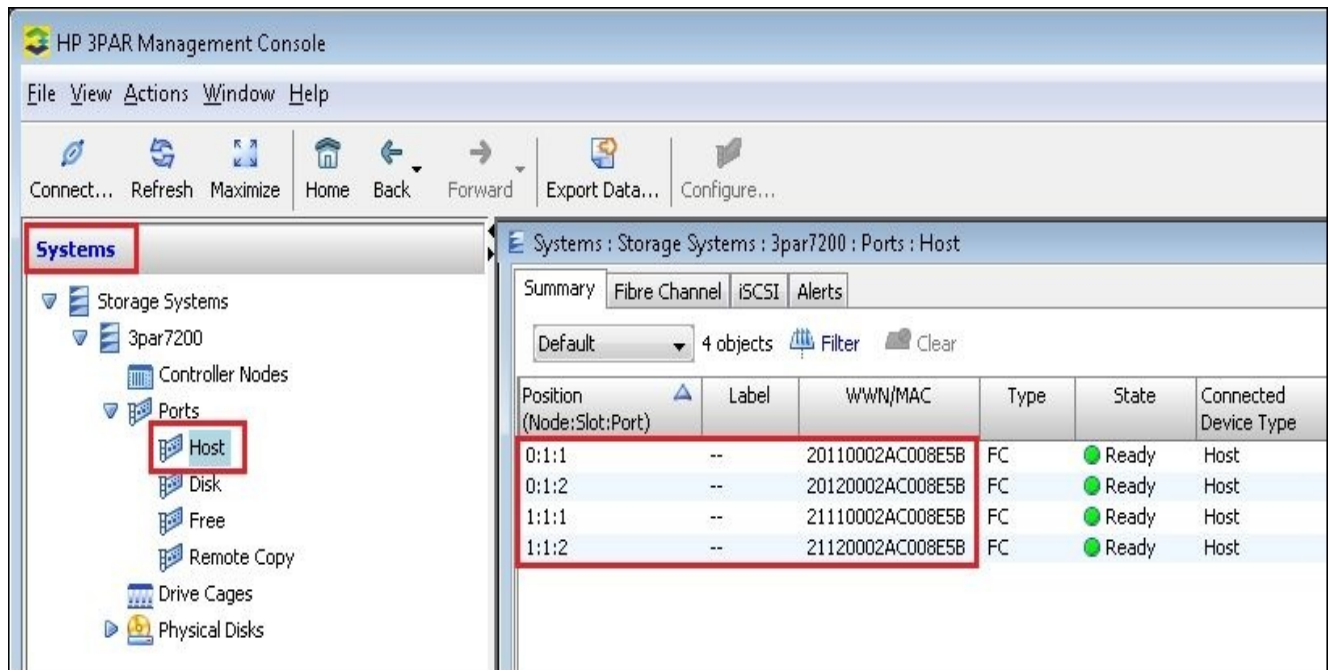 HP 3PAR Management Console
File View Actions Window Help
Connect... Refresh Maximize Home Back Forward Export Data... Configure...
Systems
Storage Systems
3par7200
Controller Nodes
Ports
Host
Disk
Free
Remote Copy
Drive Cages
Physical Disks
Systems : Storage Systems : 3par7200 : Ports : Host
Summary Fibre Channel iSCSI Alerts
Default 4 objects Filter Clear
Position Label WWN/MAC Type State Connected
(Node:Slot:Port) Device Type
0:1:1 -- 20110002AC008E5B FC Ready Host
0:1:2 -- 20120002AC008E5B FC Ready Host
1:1:1 -- 21110002AC008E5B FC Ready Host
1:1:2 -- 21120002AC008E5B FC Ready Host